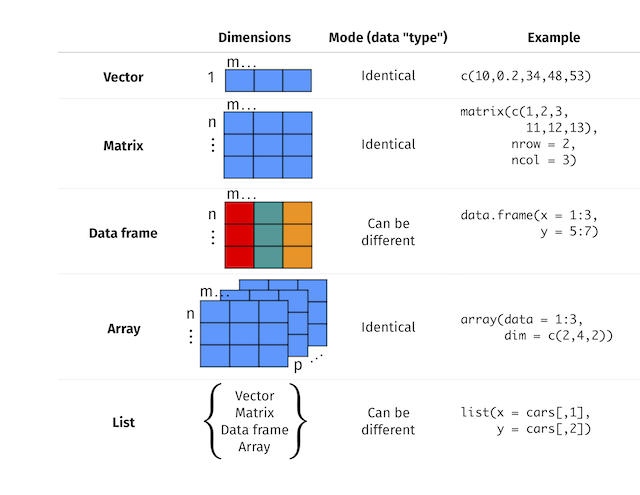 Dimensions Mode (data "type") Example
m...
Vector 1 Identical c(10,0.2,34,48,53)
m...
n
⋮
Matrix Identical matrix(c(1,2,3,
11,12,13),
nrow = 2,
ncol = 3)
m...
n
⋮
Data frame Can be
different
data.frame(x = 1:3,
y = 5:7)
m...
n
⋮
Array Identical array(data = 1:3,
dim = c(2,4,2))
p ...
List Vector
Matrix
Data frame
Array
Can be
different
list(x = cars[,1],
y = cars[,2])